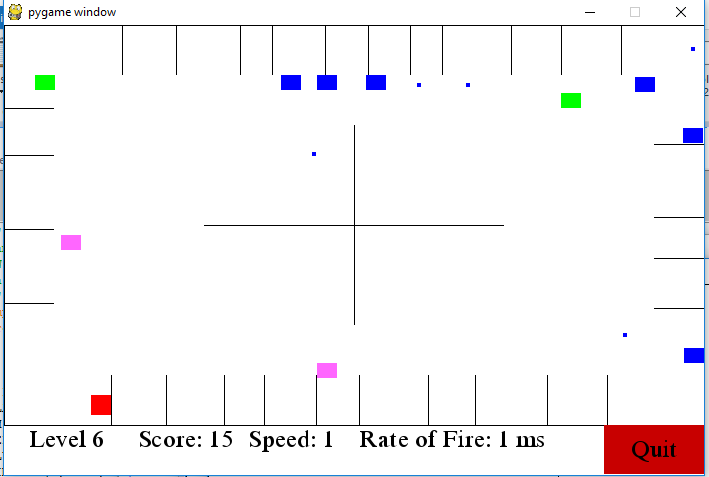 pygame window
Level 6 Score: 15 Speed: 1 Rate of Fire: 1 ms
Quit